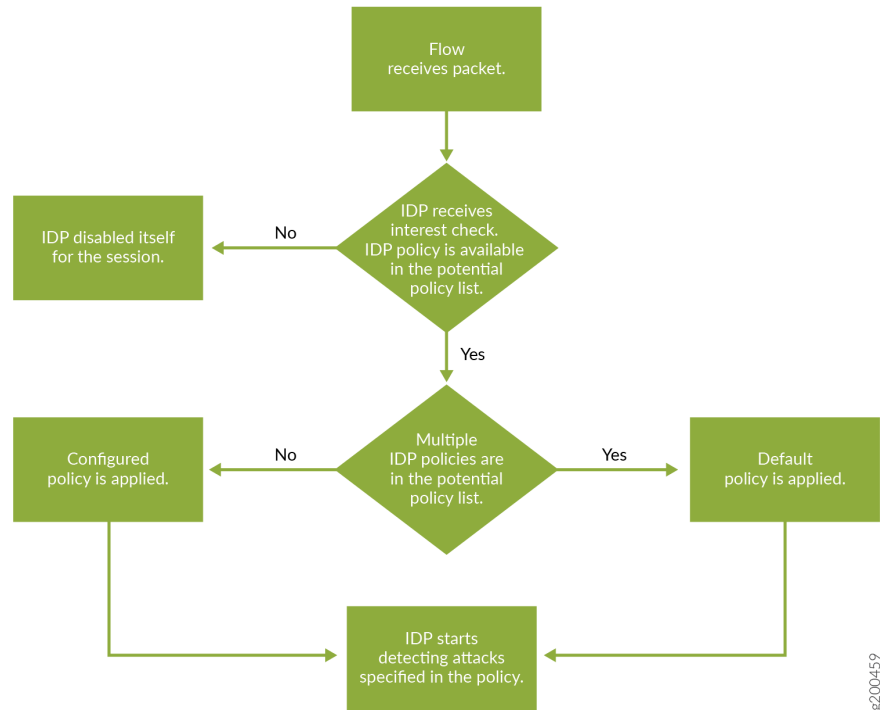 Flow
receives packet.
IDP receives
interest check.
IDP policy is available
in the potential
policy list.
No
IDP disabled itself
for the session.
Yes
Multiple
IDP policies are
in the potential
policy list.
No
Configured
policy is applied.
Yes
Default
policy is applied.
IDP starts
detecting attacks
specified in the policy.
g200459